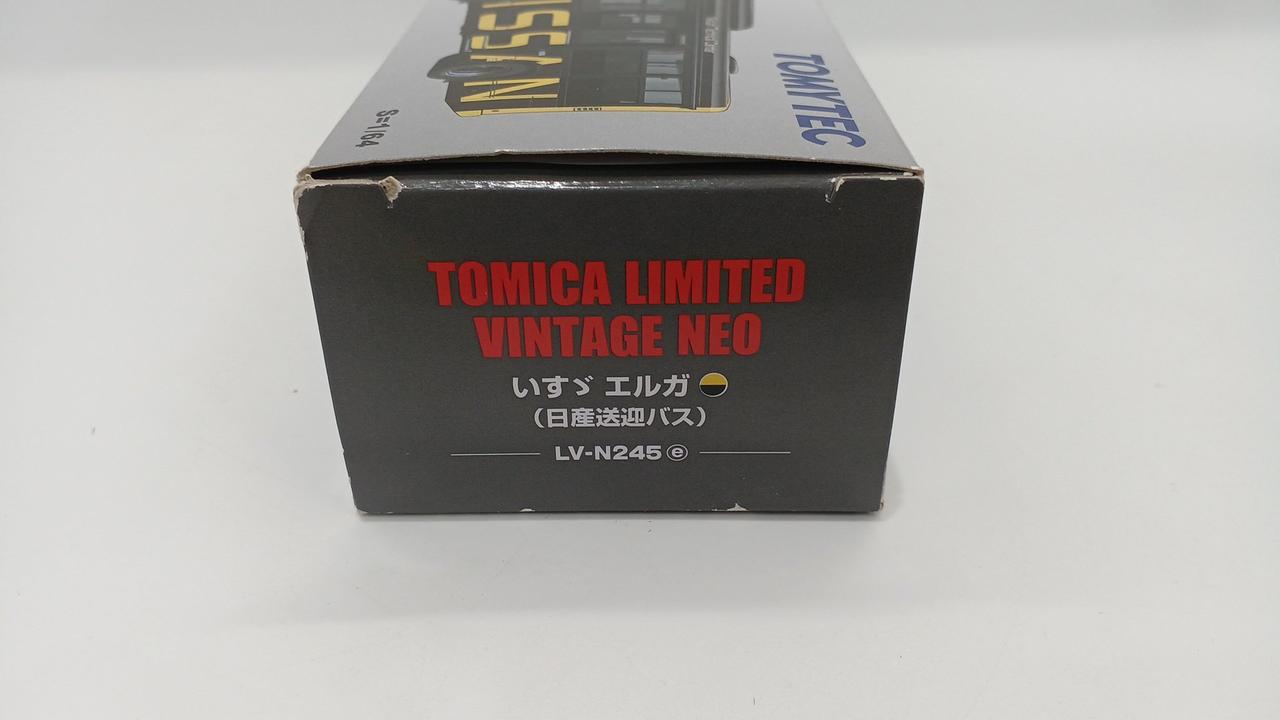 TOMYTEC
S=1/64
TOMICA LIMITED
VINTAGE NEO
いすゞ エルガ
（日産送迎バス）
LV-N245ⓔ